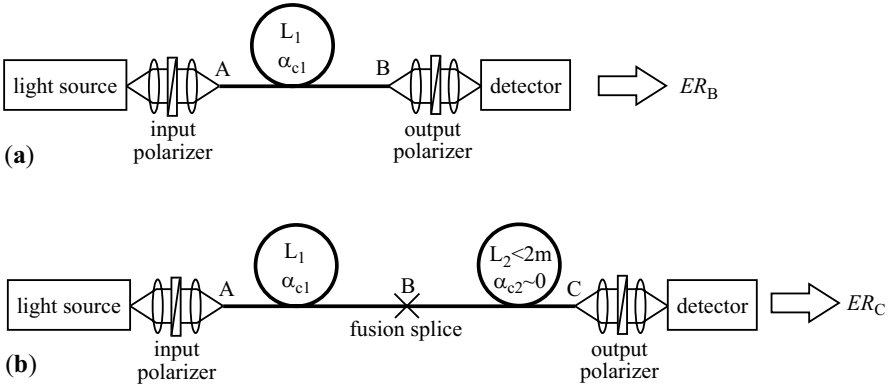 L1
αc1
A
B
light source
detector
ERB
input
polarizer
output
polarizer
(a)
L1
αc1
L2<2m
αc2~0
A
B
C
light source
detector
ERC
fusion splice
input
polarizer
output
polarizer
(b)